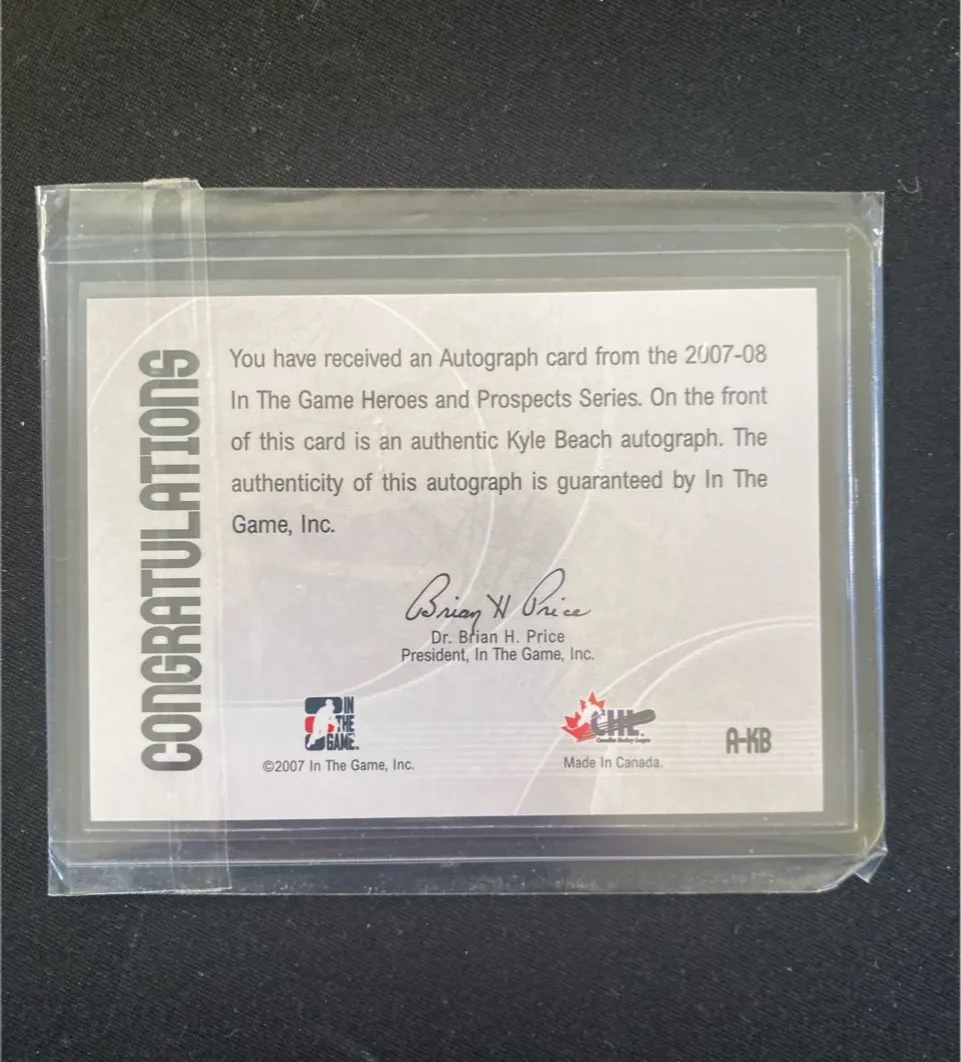 CONGRATULATIONS
You have received an Autograph card from the 2007-08
In The Game Heroes and Prospects Series. On the front
of this card is an authentic Kyle Beach autograph. The
authenticity of this autograph is guaranteed by In The
Game, Inc.
Brian H Price
Dr. Brian H. Price
President, In The Game, Inc.
IN
THE
GAME.
©2007 In The Game, Inc.
CHL
Canadian Hockey League
Made In Canada.
A-KB